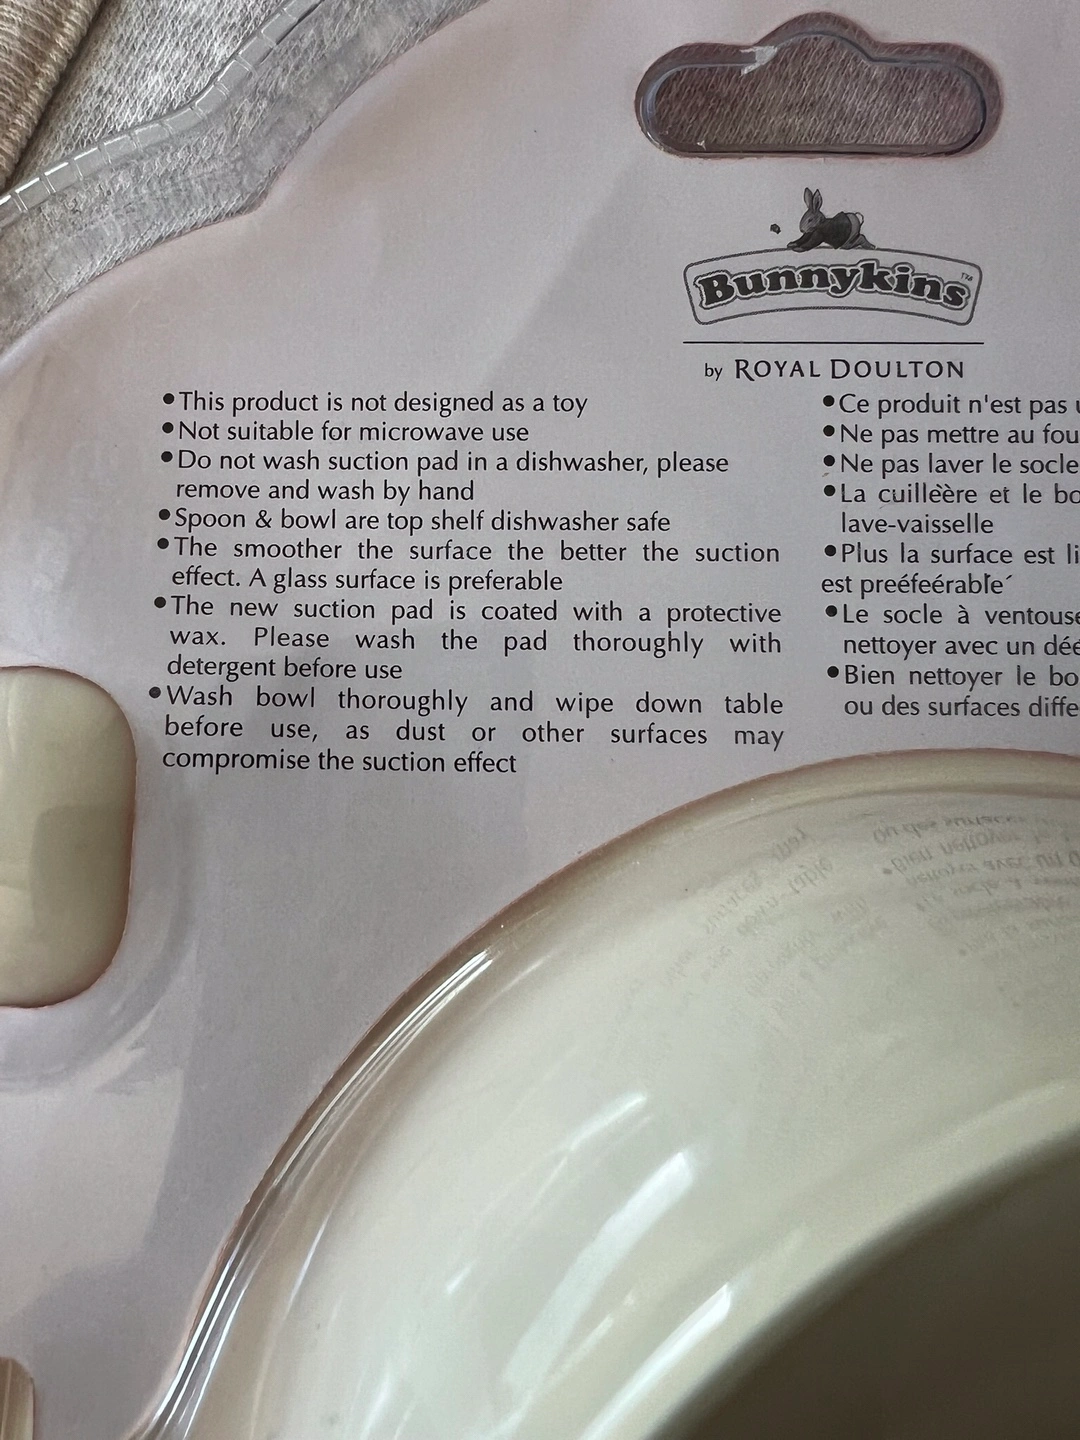 Bunnykins™
by ROYAL DOULTON
•This product is not designed as a toy
•Not suitable for microwave use
•Do not wash suction pad in a dishwasher, please
remove and wash by hand
•Spoon & bowl are top shelf dishwasher safe
•The smoother the surface the better the suction
effect. A glass surface is preferable
•The new suction pad is coated with a protective
wax. Please wash the pad thoroughly with
detergent before use
•Wash bowl thoroughly and wipe down table
before use, as dust or other surfaces may
compromise the suction effect
•Ce produit n'est pas
•Ne pas mettre au fou
•Ne pas laver le socle
•La cuilleère et le bo
lave-vaisselle
•Plus la surface est li
est preéfeérable´
•Le socle à ventouse
nettoyer avec un dée
•Bien nettoyer le bo
ou des surfaces diffe